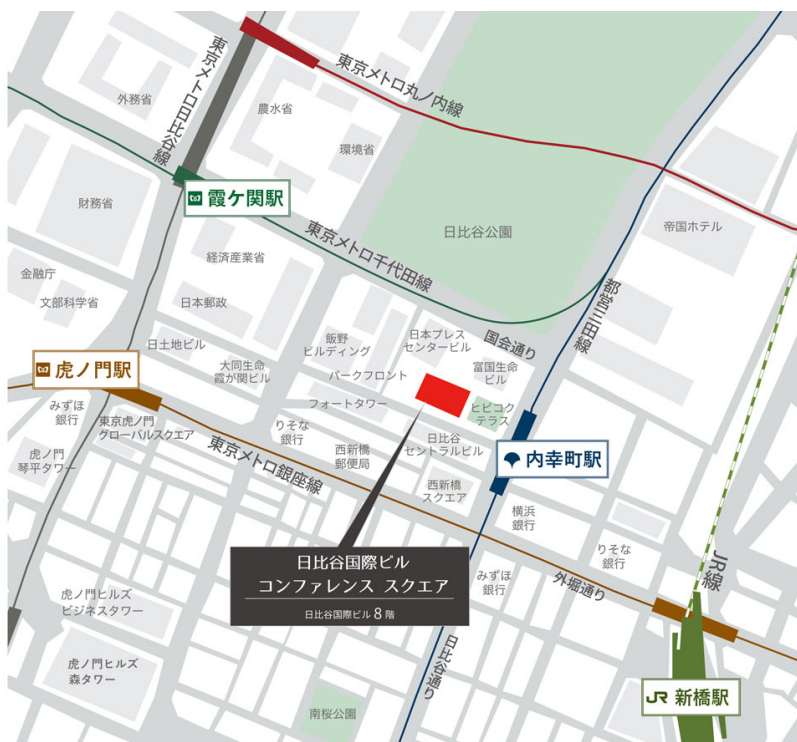 東京メトロ日比谷線
東京メトロ丸ノ内線
外務省
農水省
環境省
霞ケ関駅
財務省
日比谷公園
帝国ホテル
東京メトロ千代田線
経済産業省
金融庁
文部科学省
日本郵政
都営三田線
飯野
ビルディング
日本プレス
センタービル
国会通り
日土地ビル
大同生命
霞が関ビル
パークフロント
富国生命
ビル
虎ノ門駅
フォートタワー
ヒビコク
テラス
みずほ
銀行
東京虎ノ門
グローバルスクエア
りそな
銀行
西新橋
郵便局
日比谷
セントラルビル
虎ノ門
琴平タワー
東京メトロ銀座線
内幸町駅
西新橋
スクエア
横浜
銀行
日比谷国際ビル
コンファレンス スクエア
日比谷国際ビル 8 階
みずほ
銀行
りそな
銀行
外堀通り
JR線
虎ノ門ヒルズ
ビジネスタワー
日比谷通り
虎ノ門ヒルズ
森タワー
南桜公園
JR 新橋駅